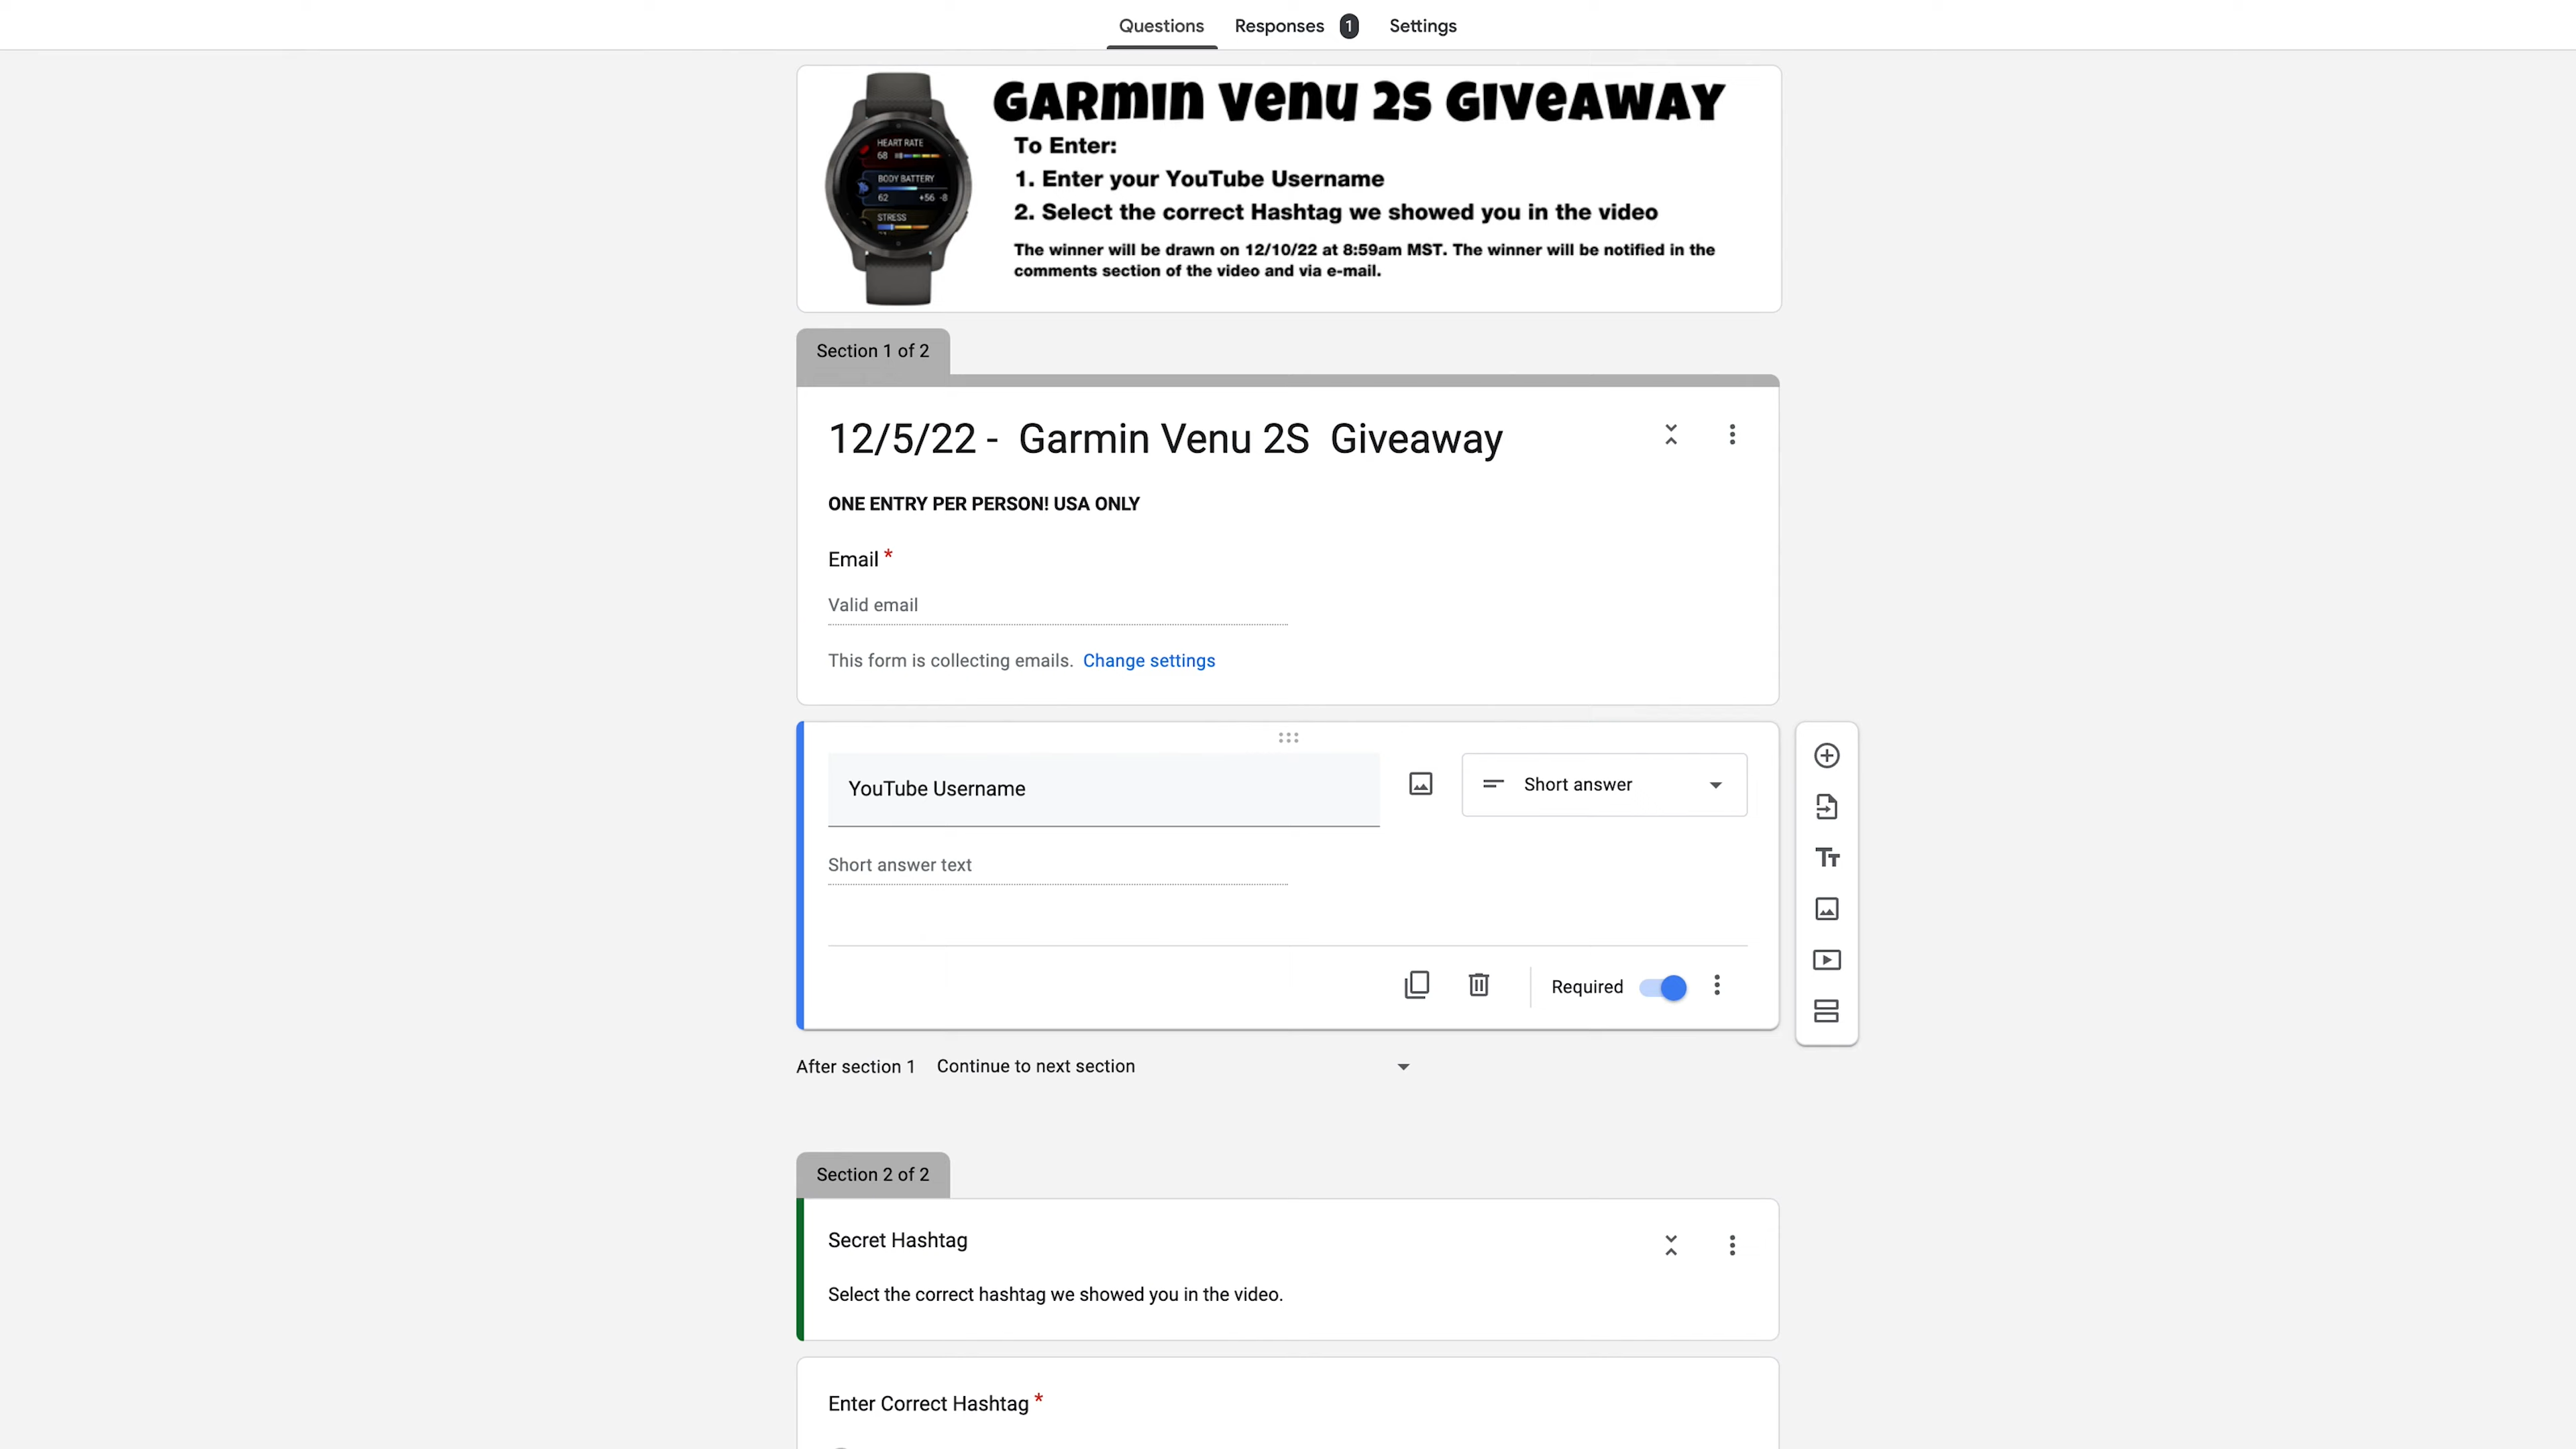 Questions Responses 1 Settings
GARMIN VENU 2S GIVEAWAY
To Enter:
1. Enter your YouTube Username
2. Select the correct Hashtag we showed you in the video
The winner will be drawn on 12/10/22 at 8:59am MST. The winner will be notified in the
comments section of the video and via e-mail.
HEART RATE
68
BODY BATTERY
62 +56 -8
STRESS
Section 1 of 2
12/5/22 - Garmin Venu 2S Giveaway
ONE ENTRY PER PERSON! USA ONLY
Email *
Valid email
This form is collecting emails. Change settings
YouTube Username
Short answer
Short answer text
Required
After section 1 Continue to next section
Section 2 of 2
Secret Hashtag
Select the correct hashtag we showed you in the video.
Enter Correct Hashtag *